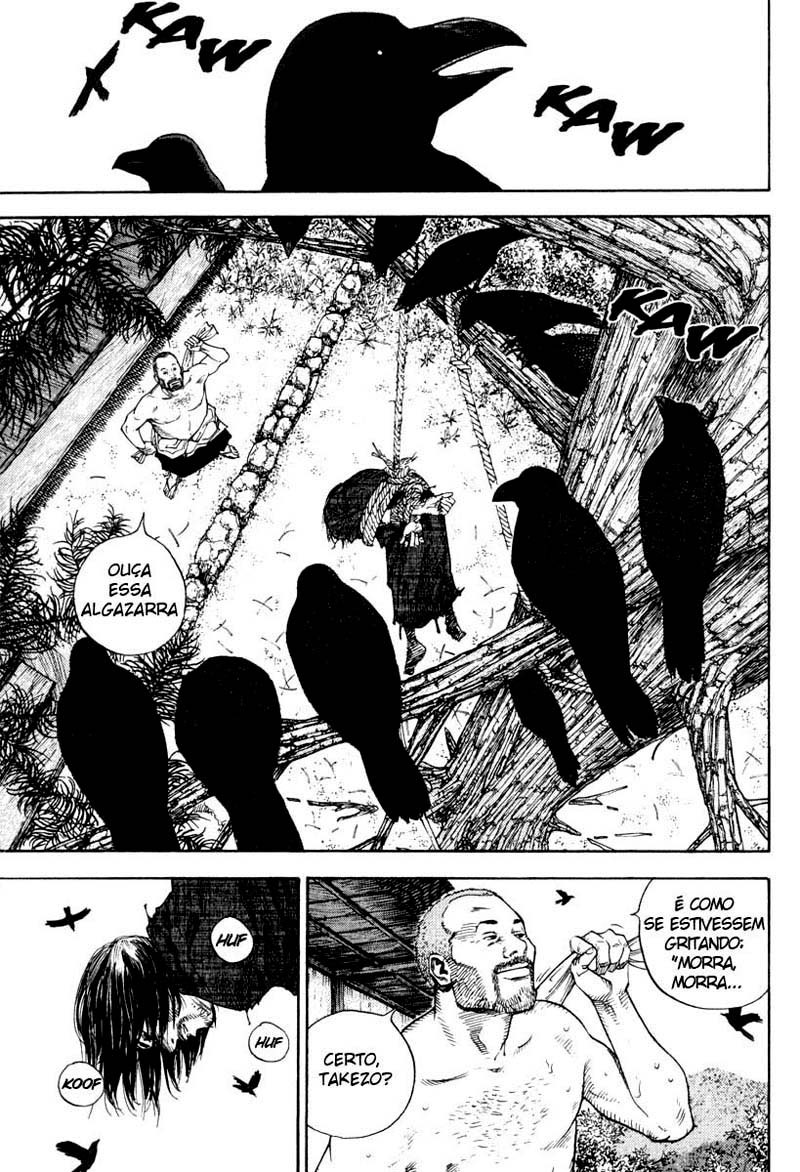 KAW
KAW
KAW
OUÇA
ESSA
ALGAZARRA
É COMO
SE ESTIVESSEM
GRITANDO:
"MORRA,
MORRA...
CERTO,
TAKEZO?
HUF
HUF
KOOF